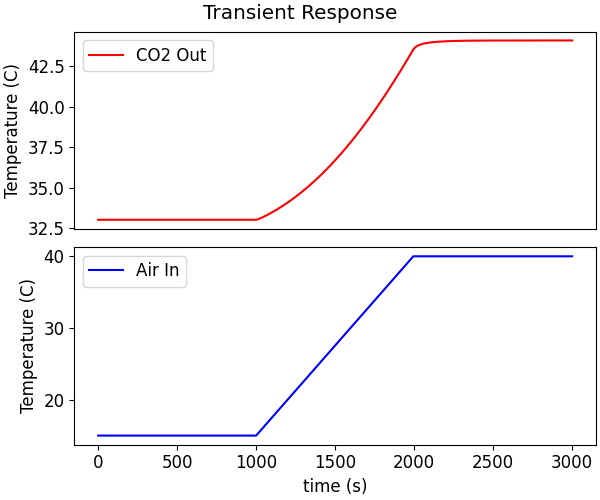 Transient Response
CO2 Out
Temperature (C)
42.5
40.0
37.5
35.0
32.5
Air In
Temperature (C)
40
30
20
0 500 1000 1500 2000 2500 3000
time (s)